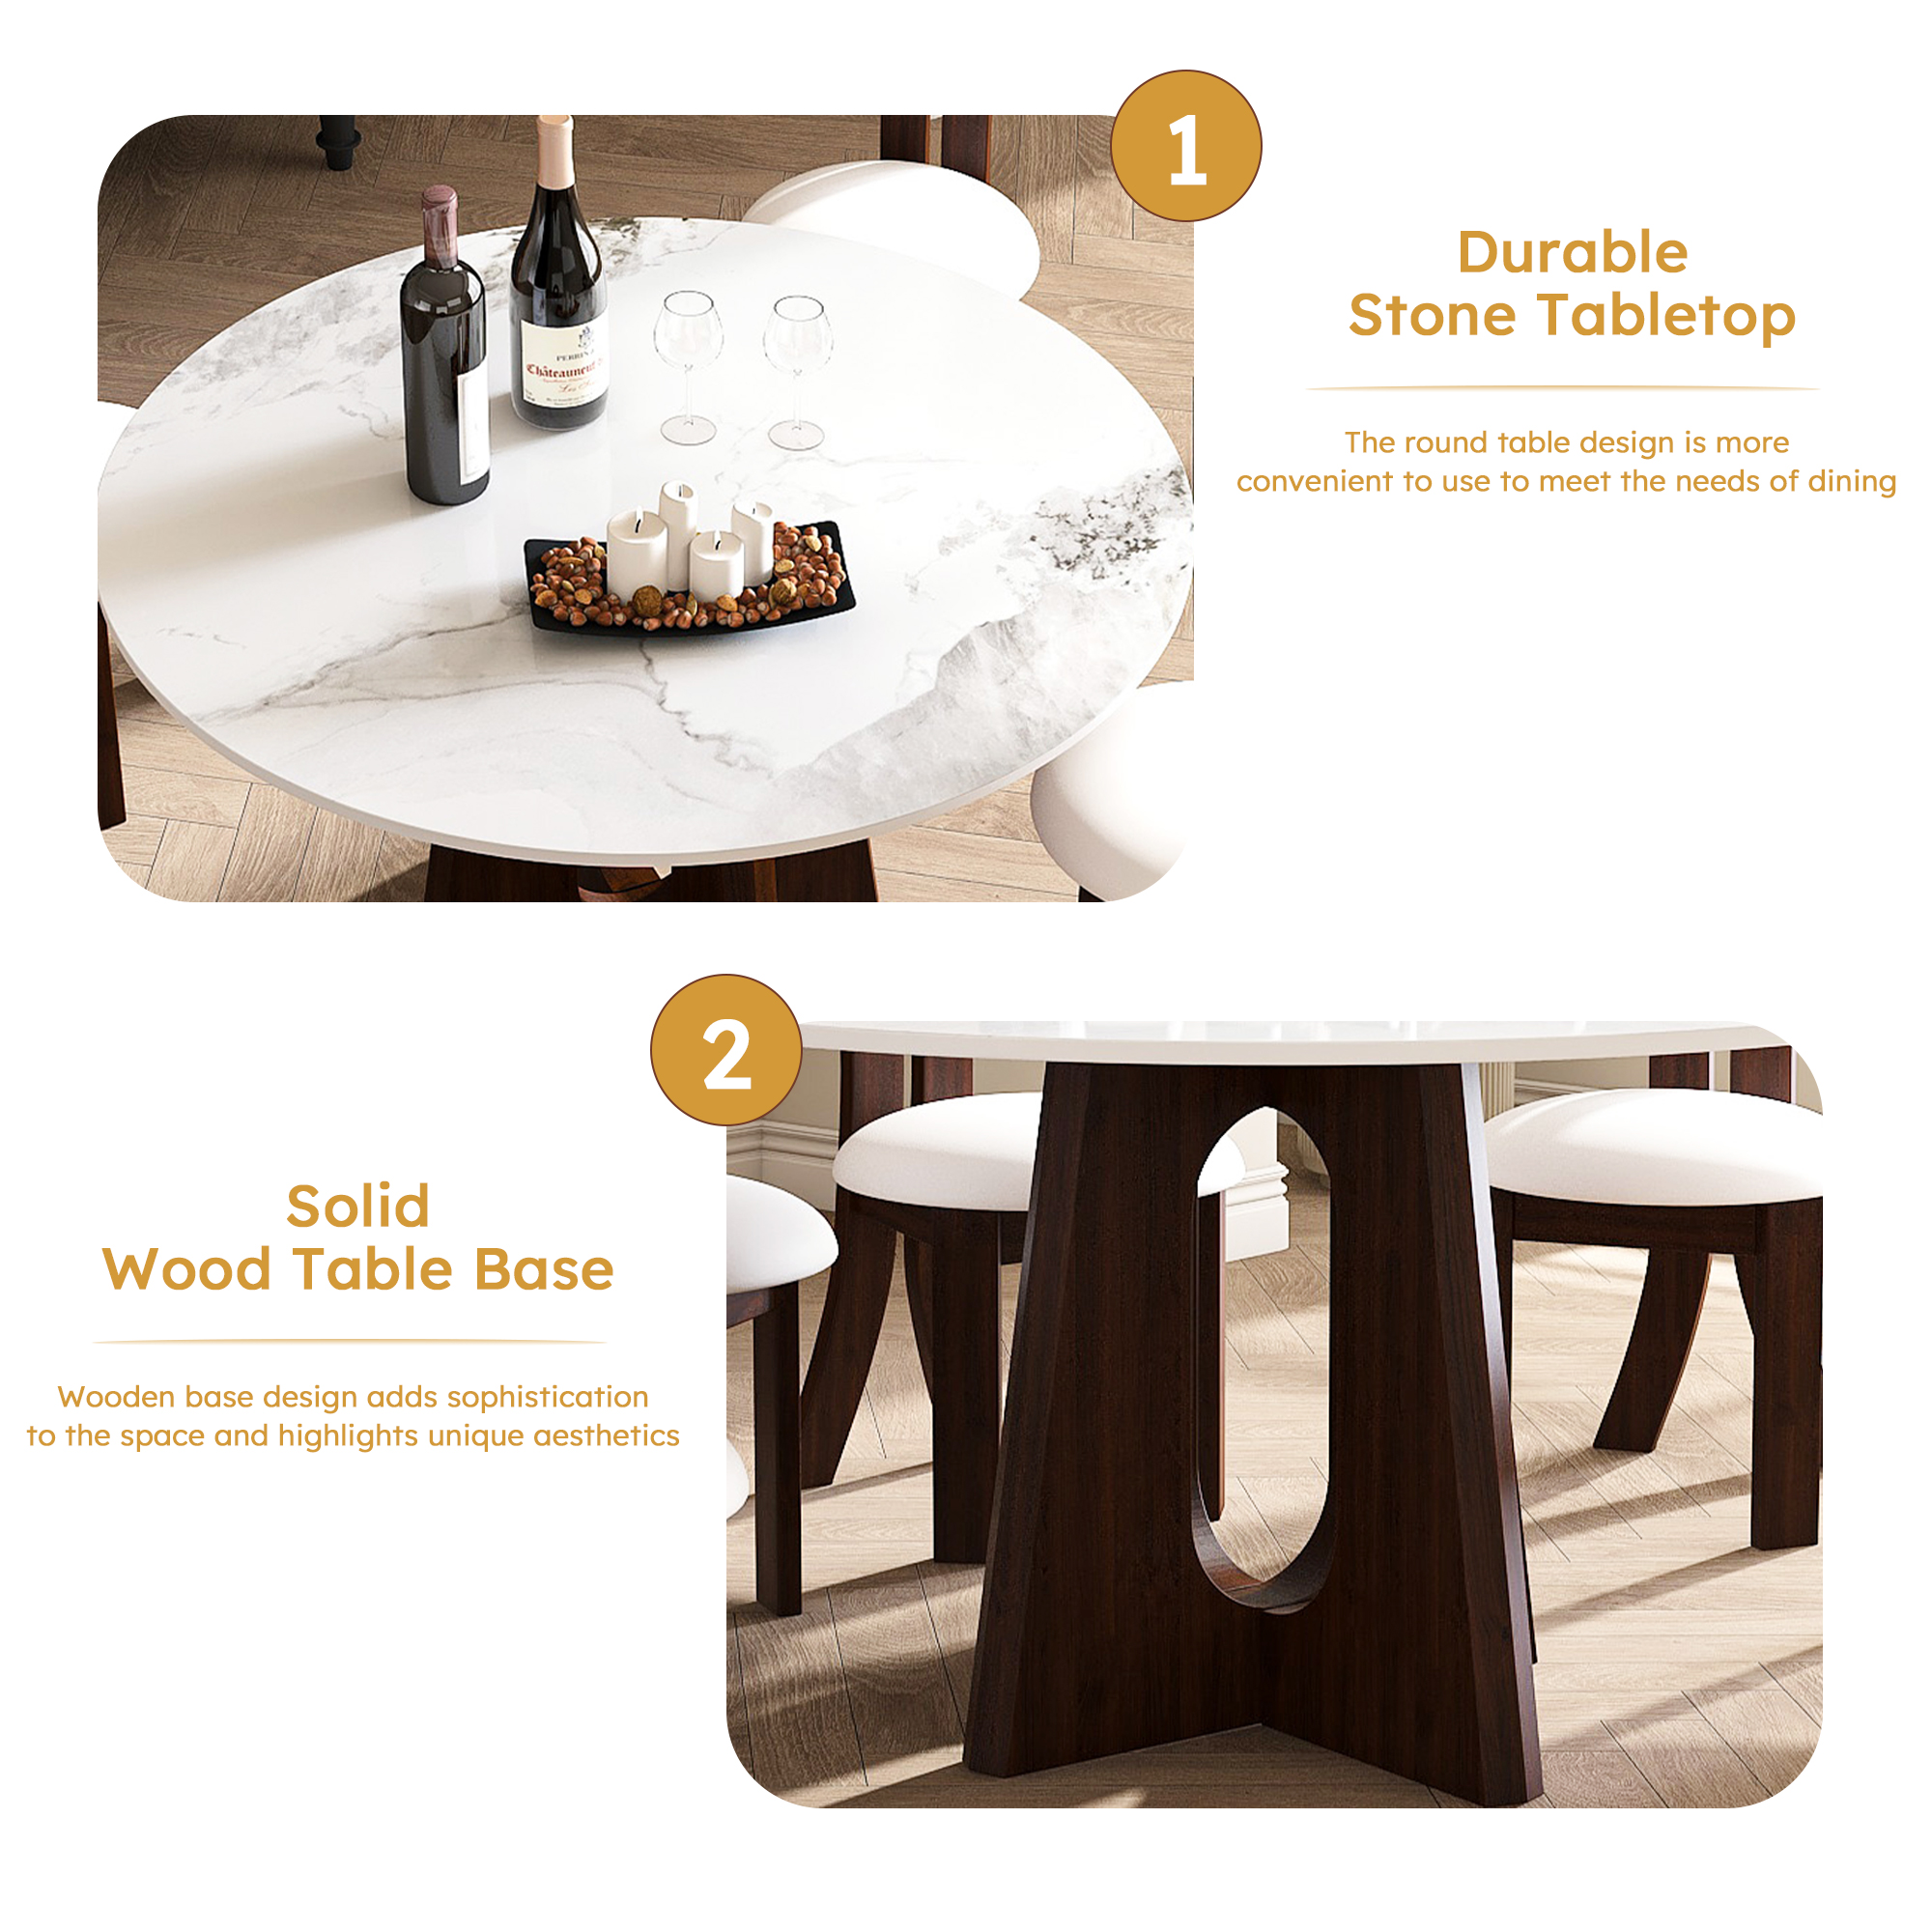 1
Durable
Stone Tabletop
The round table design is more
convenient to use to meet the needs of dining
Châteauneuf
2
Solid
Wood Table Base
Wooden base design adds sophistication
to the space and highlights unique aesthetics